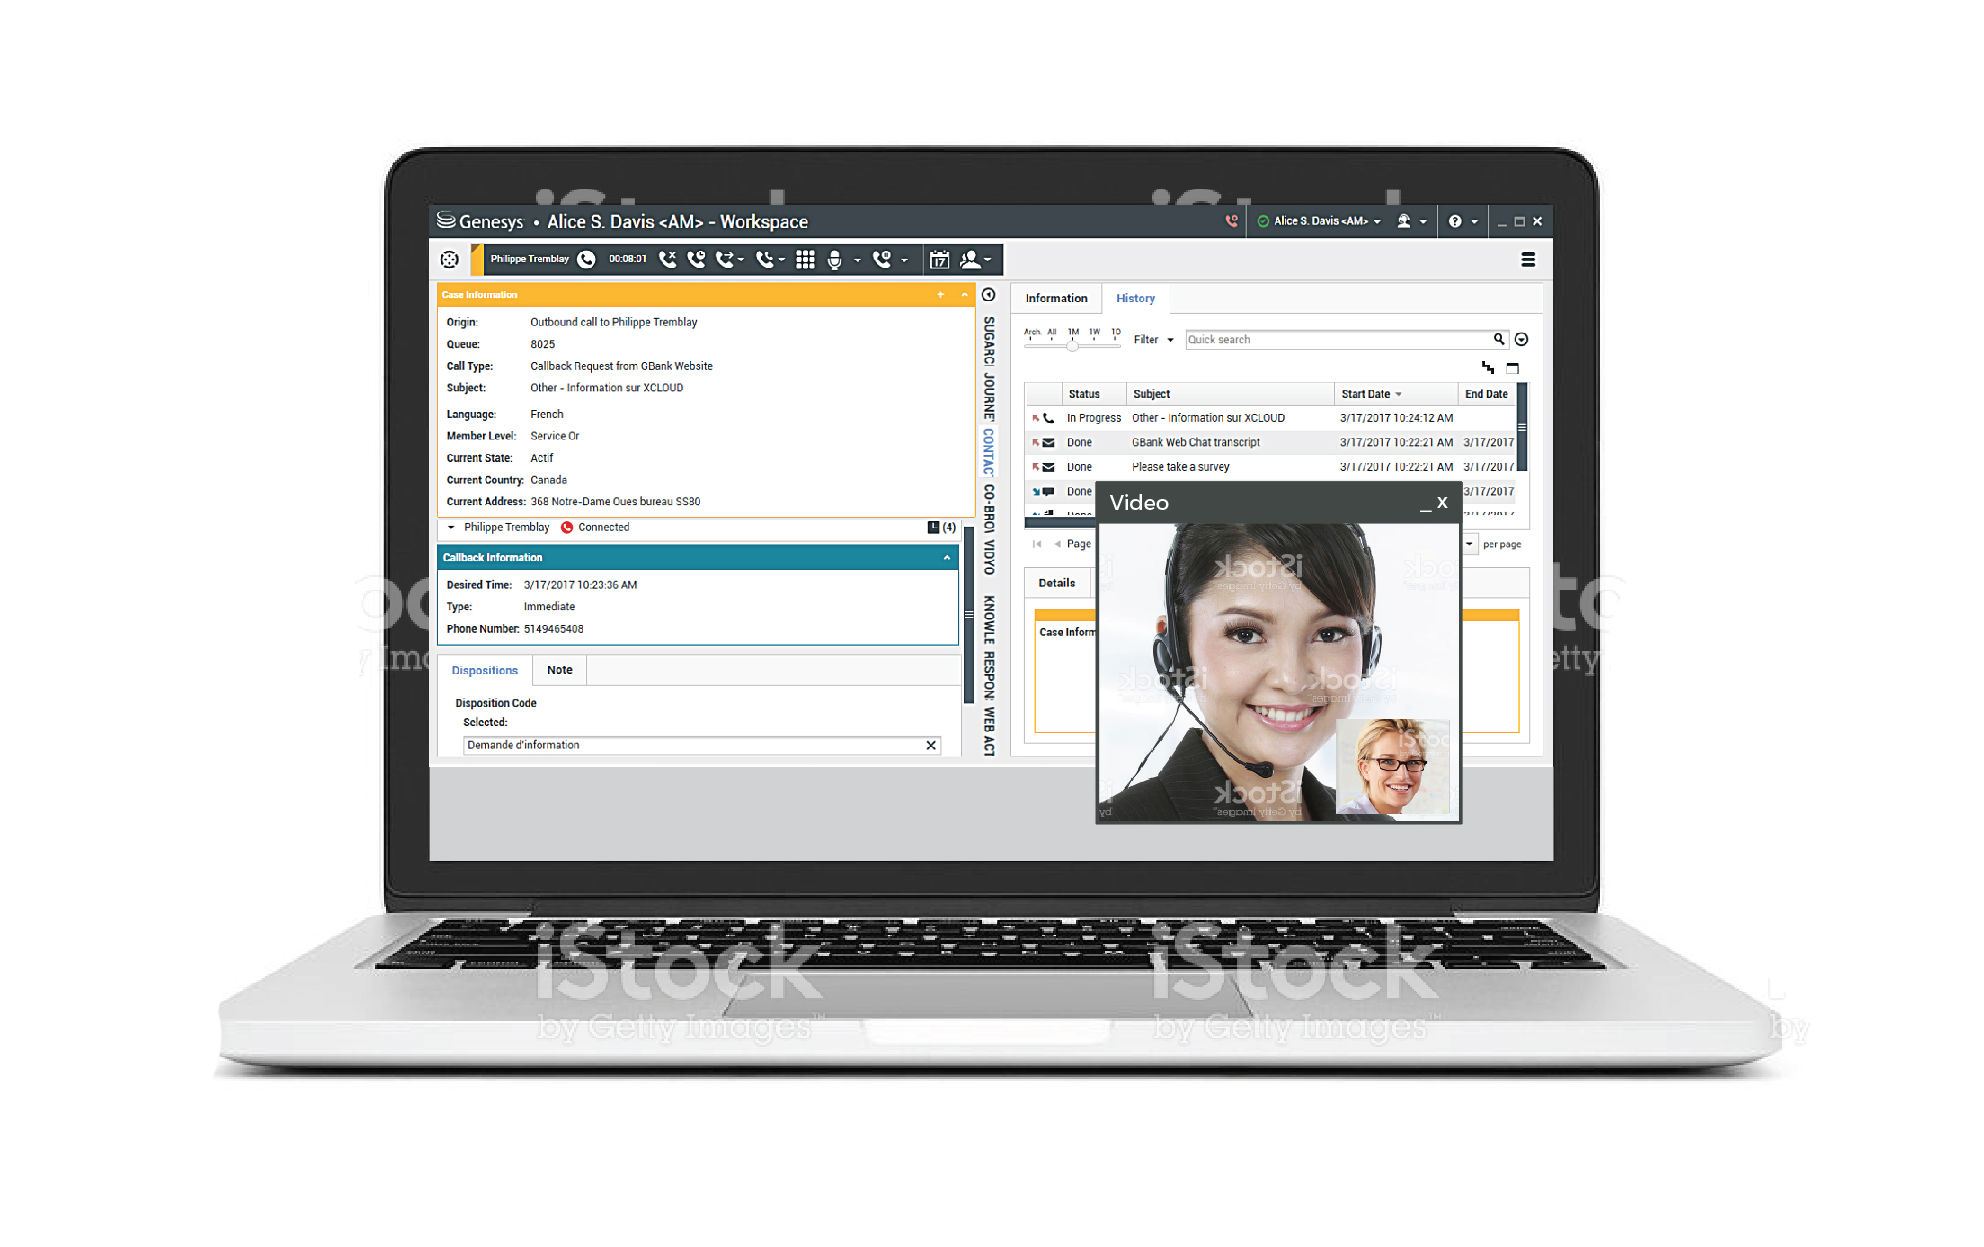 Genesys • Alice S. Davis <AM> - Workspace
Alice S. Davis <AM>
Philippe Tremblay 00:08:01
17
Case Information
Origin: Outbound call to Philippe Tremblay
Queue: 8025
Call Type: Callback Request from GBank Website
Subject: Other - Information sur XCLOUD
Language: French
Member Level: Service Or
Current State: Actif
Current Country: Canada
Current Address: 368 Notre-Dame Oues bureau SS80
Philippe Tremblay Connected (4)
Callback Information
Desired Time: 3/17/2017 10:23:36 AM
Type: Immediate
Phone Number: 5149465408
Dispositions Note
Disposition Code
Selected:
Demande d'information
SUGARC
JOURNE
CONTAC
CO-BRO
VIDYO
KNOWLE
RESPON
WEB ACT
Information History
Arch. All 1M 1W 1D
Filter Quick search
Status Subject Start Date End Date
In Progress Other - Information sur XCLOUD 3/17/2017 10:24:12 AM
Done GBank Web Chat transcript 3/17/2017 10:22:21 AM 3/17/2017
Done Please take a survey 3/17/2017 10:22:21 AM 3/17/2017
Done 3/17/2017
Page per page
Details
Case Inform
Video _ X
iStock
by Getty Images™
iStock
by Getty Images™